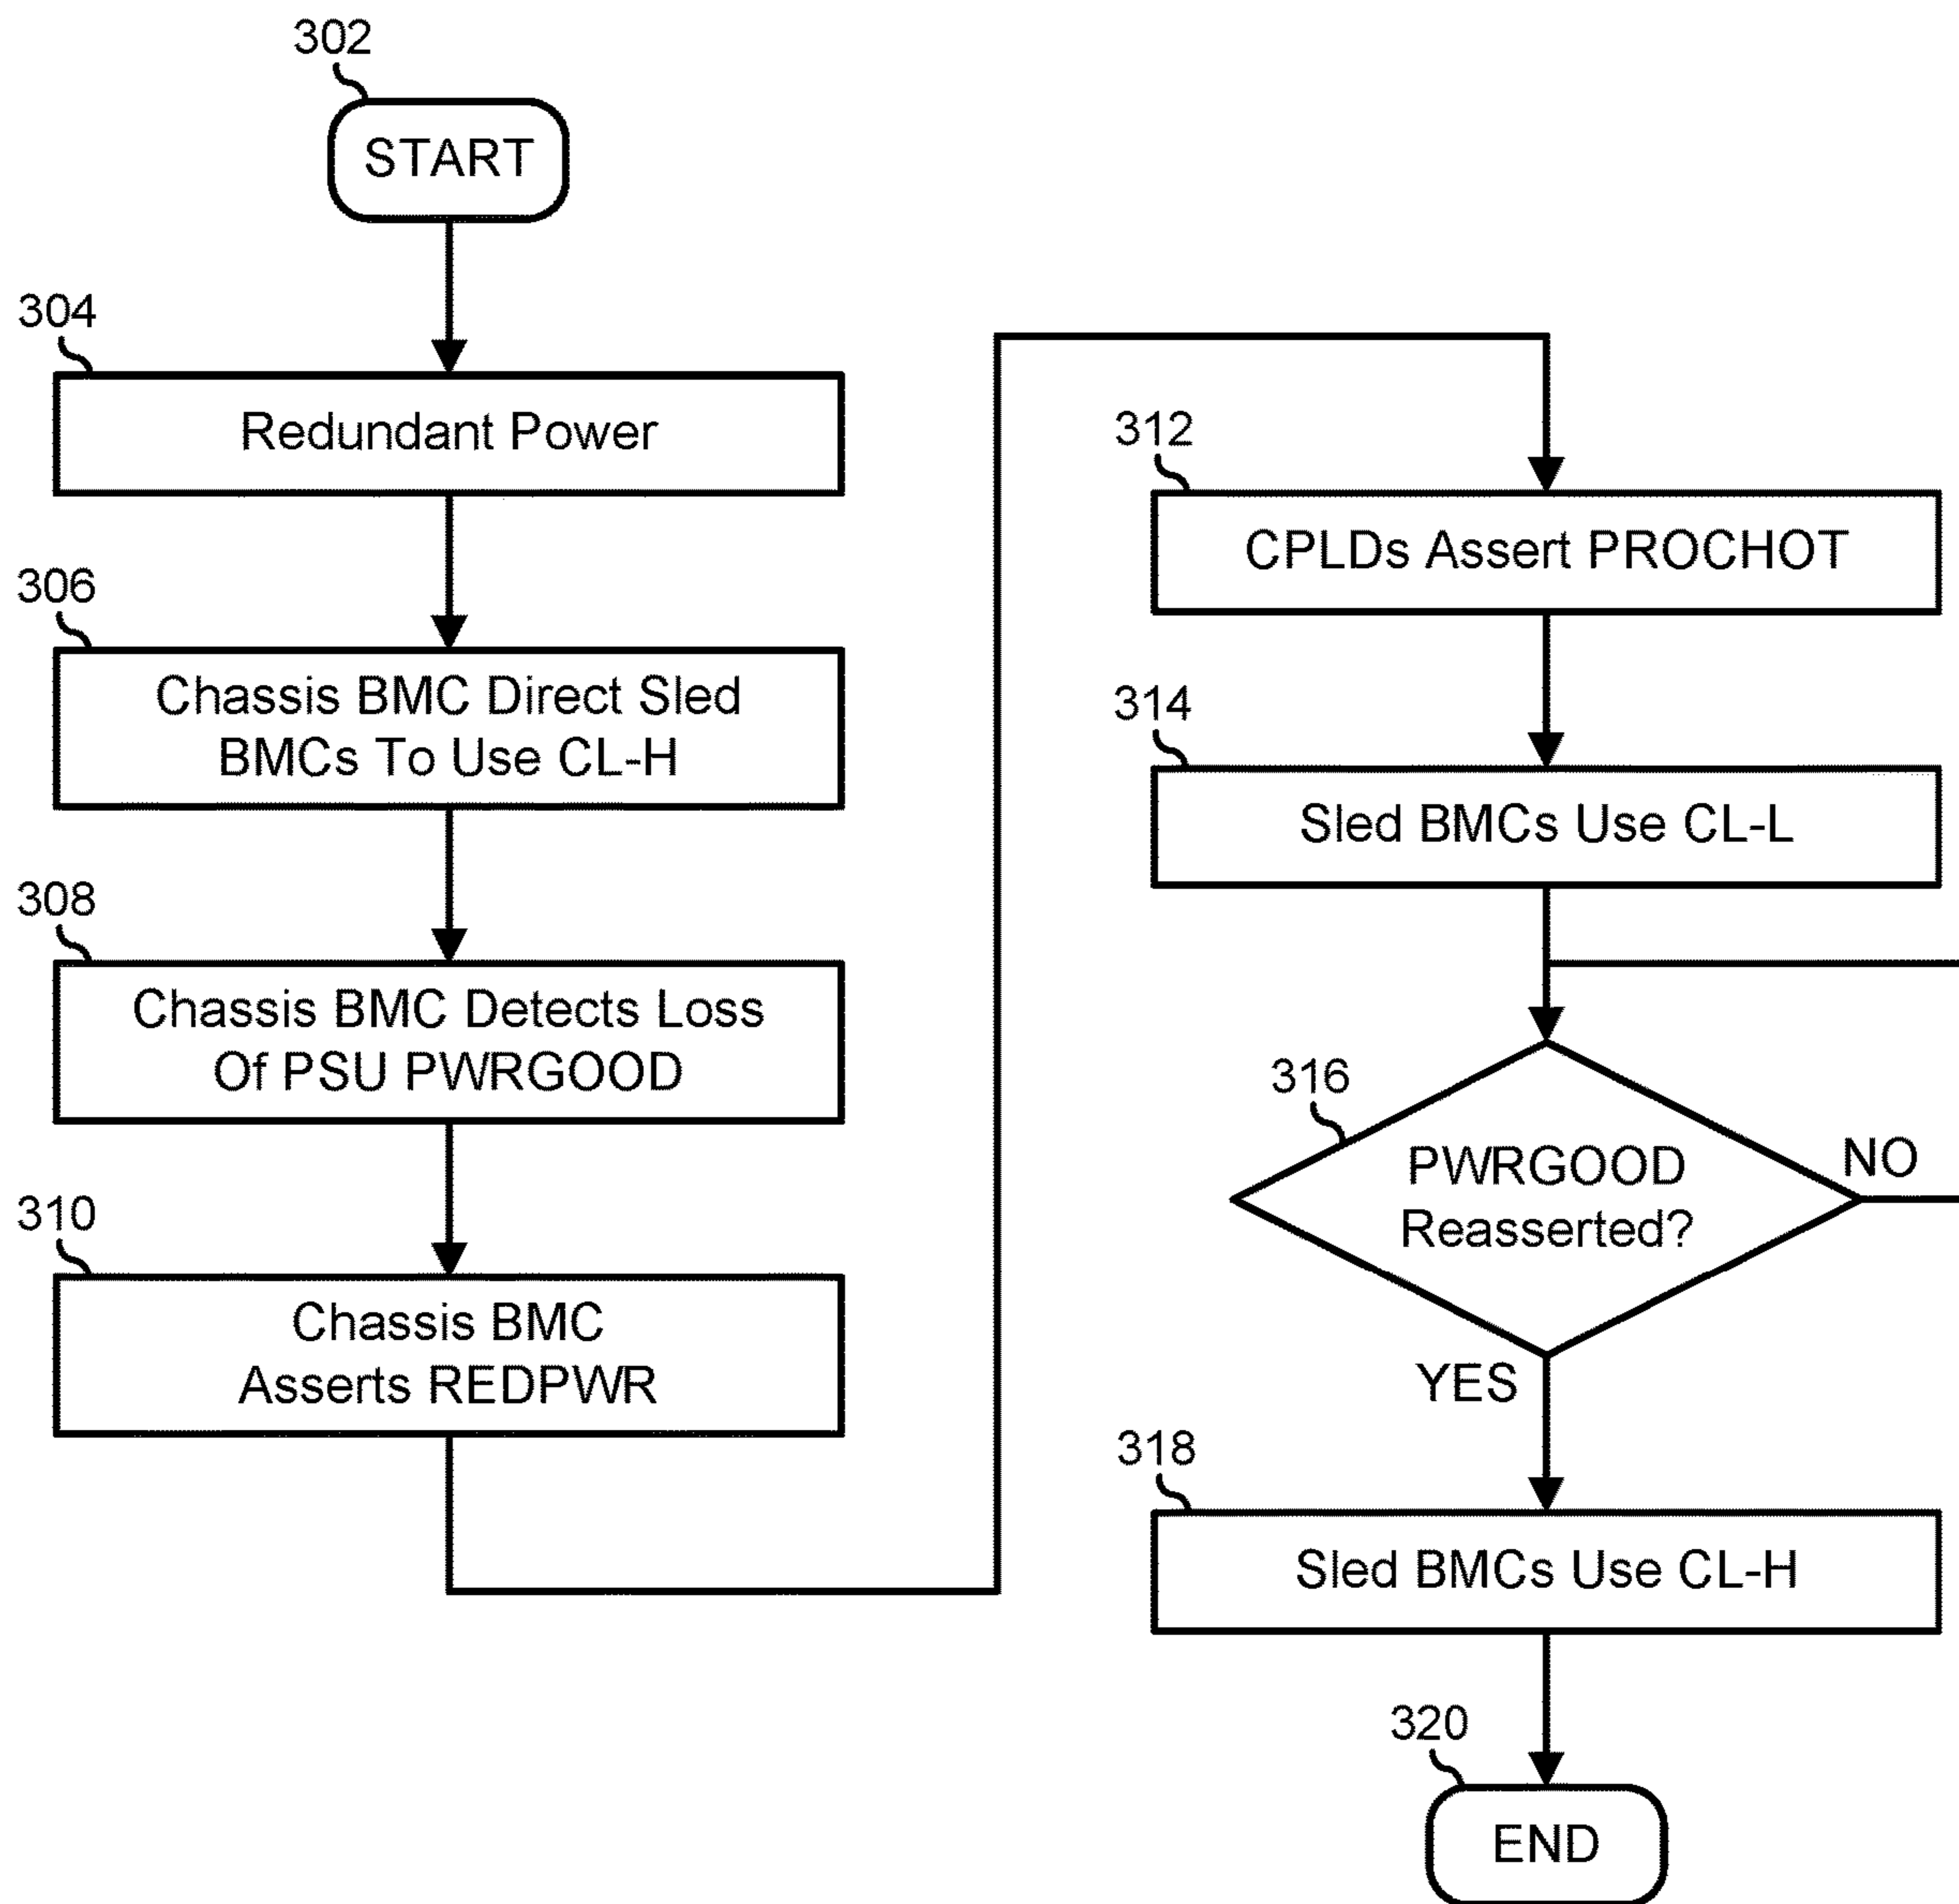 302
START
304
Redundant Power
306
Chassis BMC Direct Sled
BMCs To Use CL-H
308
Chassis BMC Detects Loss
Of PSU PWRGOOD
310
Chassis BMC
Asserts REDPWR
312
CPLDs Assert PROCHOT
314
Sled BMCs Use CL-L
316
PWRGOOD
Reasserted?
NO
YES
318
Sled BMCs Use CL-H
320
END